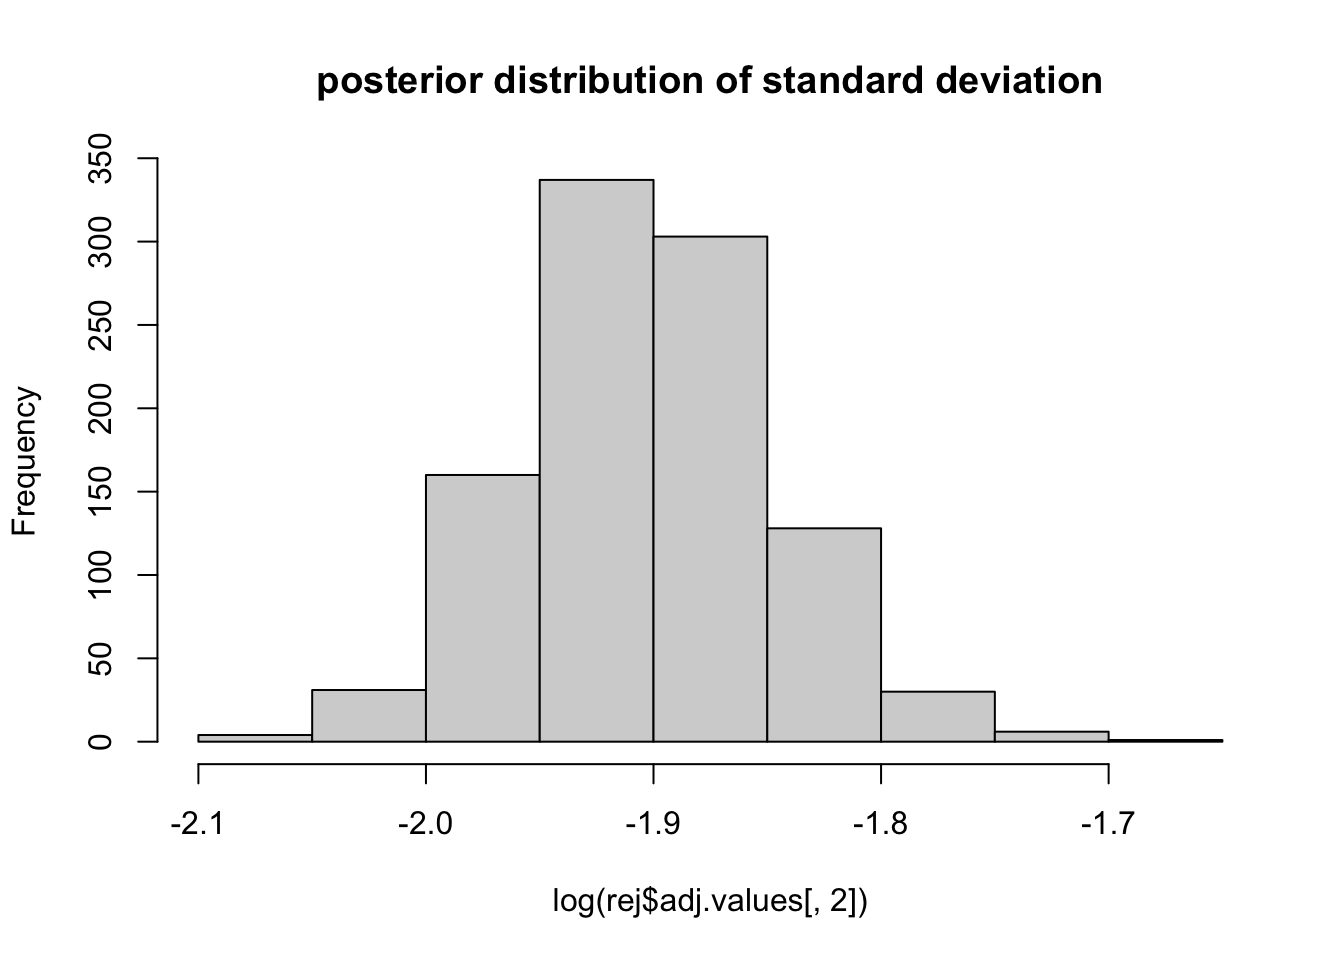 posterior distribution of standard deviation
Frequency
350
300
250
200
150
100
50
0
-2.1 -2.0 -1.9 -1.8 -1.7
log(rej$adj.values[, 2])